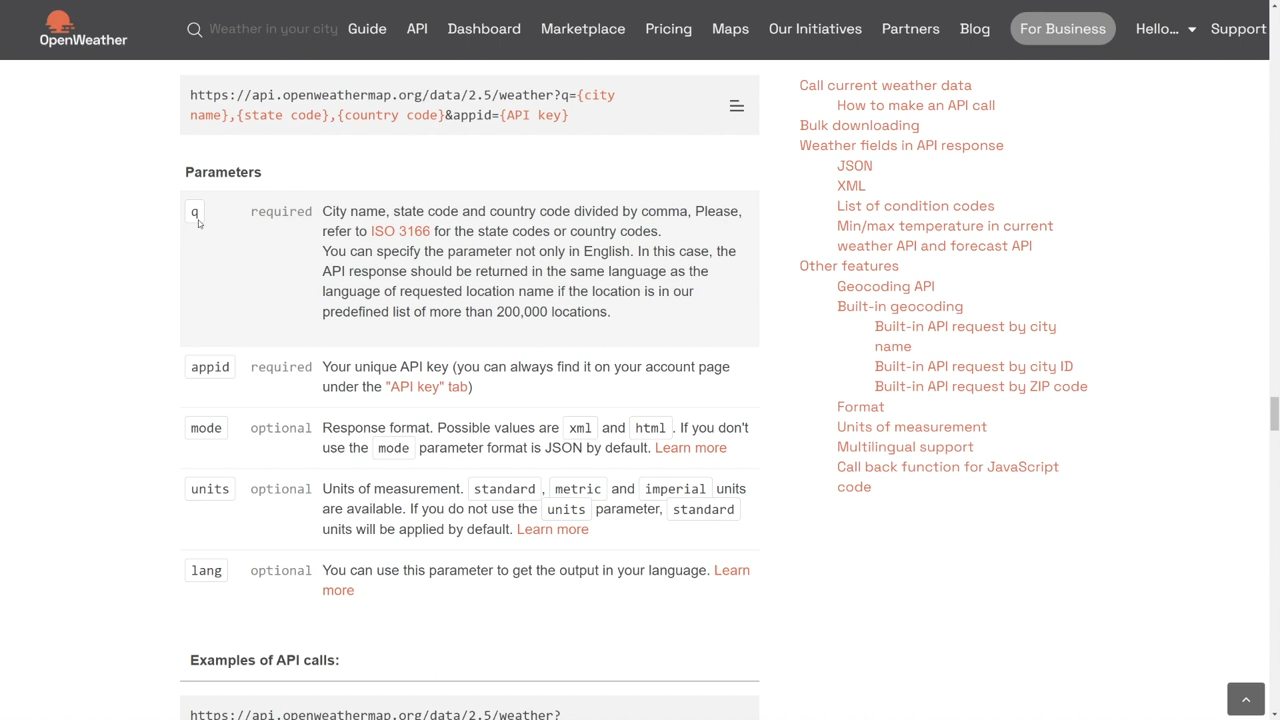 OpenWeather
Weather in your city Guide API Dashboard Marketplace Pricing Maps Our Initiatives Partners Blog For Business Hello... Support
https://api.openweathermap.org/data/2.5/weather?q={city
name},{state code},{country code}&appid={API key}
Parameters
q required City name, state code and country code divided by comma, Please,
refer to ISO 3166 for the state codes or country codes.
You can specify the parameter not only in English. In this case, the
API response should be returned in the same language as the
language of requested location name if the location is in our
predefined list of more than 200,000 locations.
appid required Your unique API key (you can always find it on your account page
under the "API key" tab)
mode optional Response format. Possible values are xml and html. If you don't
use the mode parameter format is JSON by default. Learn more
units optional Units of measurement. standard, metric and imperial units
are available. If you do not use the units parameter, standard
units will be applied by default. Learn more
lang optional You can use this parameter to get the output in your language. Learn
more
Examples of API calls:
https://api.openweathermap.org/data/2.5/weather?
Call current weather data
How to make an API call
Bulk downloading
Weather fields in API response
JSON
XML
List of condition codes
Min/max temperature in current
weather API and forecast API
Other features
Geocoding API
Built-in geocoding
Built-in API request by city
name
Built-in API request by city ID
Built-in API request by ZIP code
Format
Units of measurement
Multilingual support
Call back function for JavaScript
code